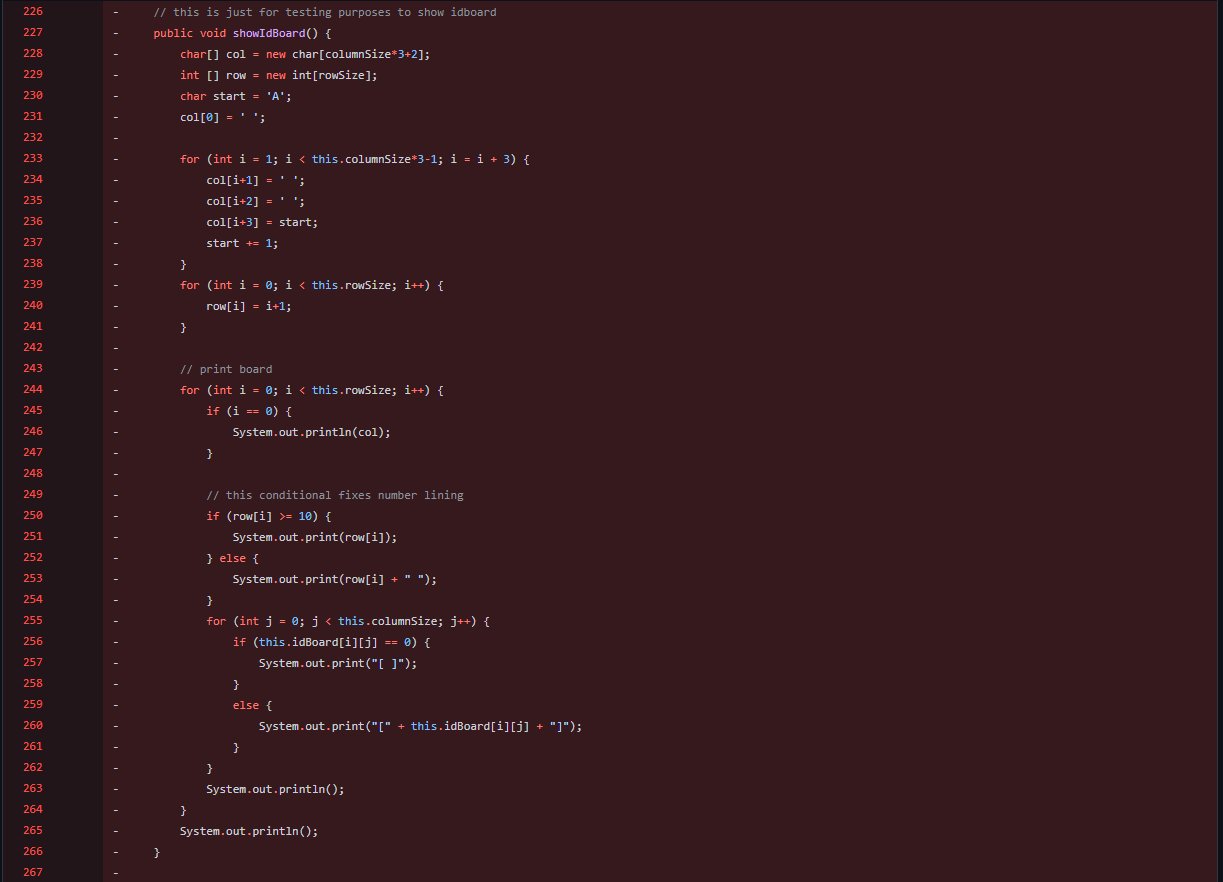 226 - // this is just for testing purposes to show idboard
227 - public void showIdBoard() {
228 - char[] col = new char[columnSize*3+2];
229 - int [] row = new int[rowSize];
230 - char start = 'A';
231 - col[0] = ' ';
232 -
233 - for (int i = 1; i < this.columnSize*3-1; i = i + 3) {
234 - col[i+1] = ' ';
235 - col[i+2] = ' ';
236 - col[i+3] = start;
237 - start += 1;
238 - }
239 - for (int i = 0; i < this.rowSize; i++) {
240 - row[i] = i+1;
241 - }
242 -
243 - // print board
244 - for (int i = 0; i < this.rowSize; i++) {
245 - if (i == 0) {
246 - System.out.println(col);
247 - }
248 -
249 - // this conditional fixes number lining
250 - if (row[i] >= 10) {
251 - System.out.print(row[i]);
252 - } else {
253 - System.out.print(row[i] + " ");
254 - }
255 - for (int j = 0; j < this.columnSize; j++) {
256 - if (this.idBoard[i][j] == 0) {
257 - System.out.print("[ ]");
258 - }
259 - else {
260 - System.out.print("[" + this.idBoard[i][j] + "]");
261 - }
262 - }
263 - System.out.println();
264 - }
265 - System.out.println();
266 - }
267 -